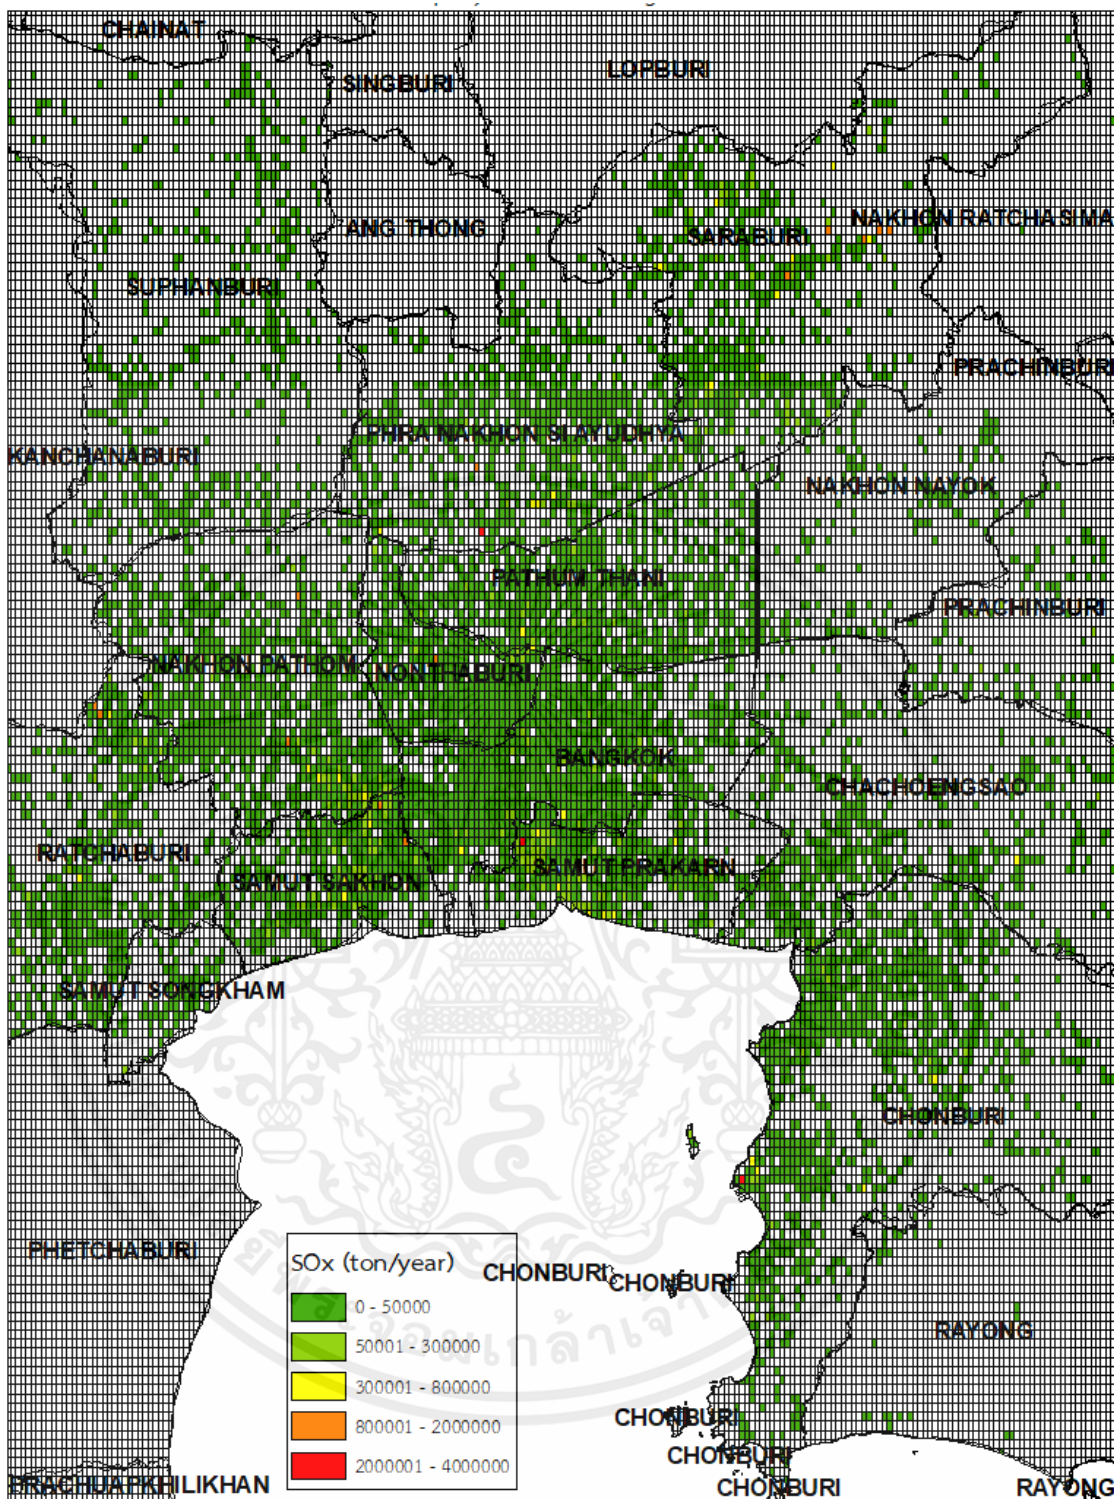 CHAINAT
SINGBURI
LOPBURI
ANG THONG
NAKHON RATCHASIMA
SARABURI
SUPHANBURI
PRACHINBURI
PHRA NAKHON SI AYUDHYA
KANCHANABURI
NAKHON NAYOK
PATHUM THANI
PRACHINBURI
NAKHON PATHOM
NONTHABURI
BANGKOK
CHACHOENGSAO
RATCHABURI
SAMUT PRAKARN
SAMUT SAKHON
SAMUT SONGKHAM
CHONBURI
PHETCHABURI
SOx (ton/year)
0 - 50000
50001 - 300000
300001 - 800000
800001 - 2000000
2000001 - 4000000
CHONBURI
CHONBURI
RAYONG
CHONBURI
CHONBURI
PRACHUAPKHILIKHAN
CHONBURI
RAYONG